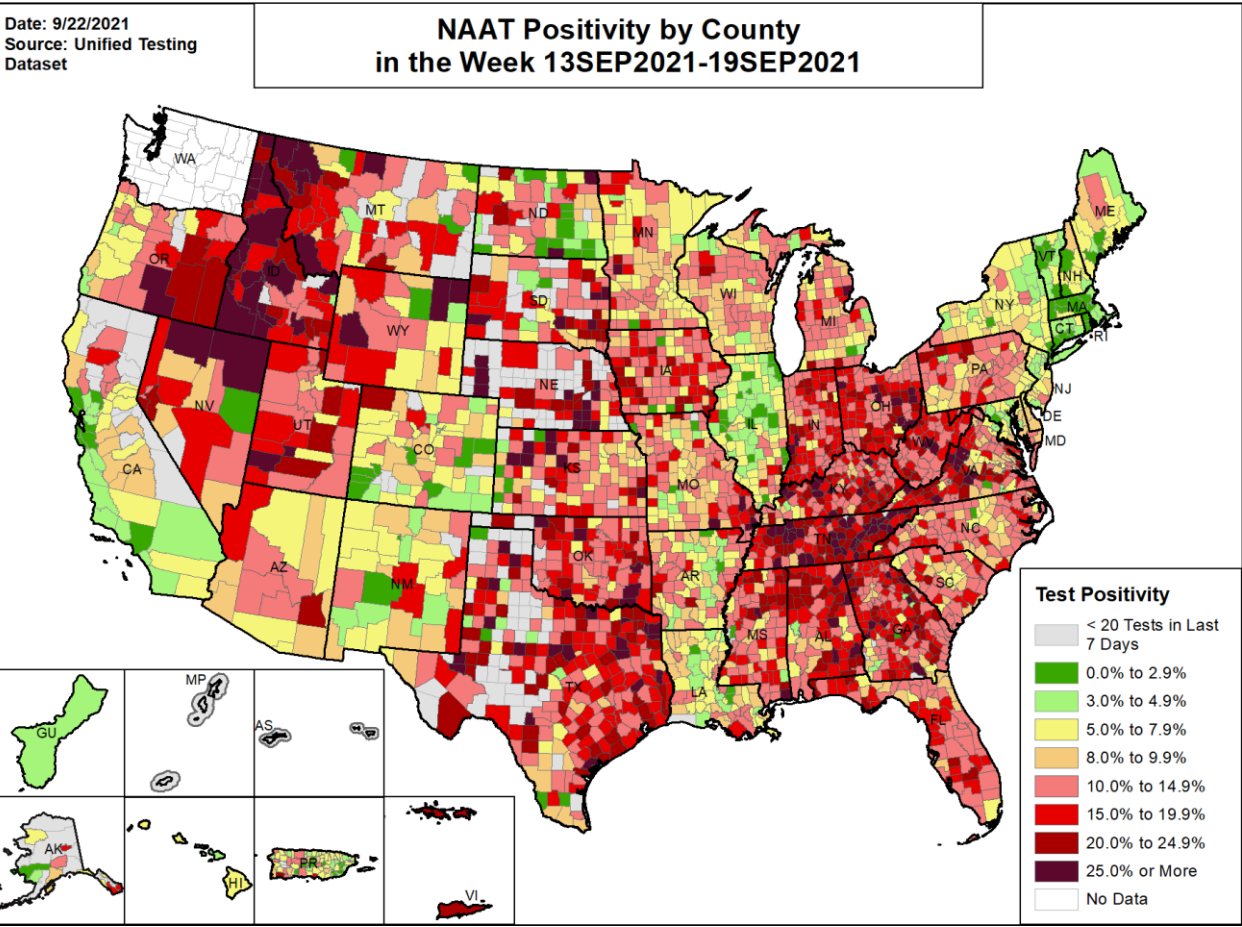 Date: 9/22/2021
Source: Unified Testing
Dataset
NAAT Positivity by County
in the Week 13SEP2021-19SEP2021
WA
MT
ND
MN
ME
OR
ID
SD
WI
MI
VT
NH
NY
MA
CT
RI
WY
NE
IA
PA
NJ
NV
UT
CO
CA
KS
MO
IL
IN
OH
WV
DE
MD
VA
KY
AZ
NM
OK
AR
TN
NC
SC
TX
LA
MS
AL
GA
FL
GU
MP
AS
AK
HI
PR
VI
Test Positivity
< 20 Tests in Last
7 Days
0.0% to 2.9%
3.0% to 4.9%
5.0% to 7.9%
8.0% to 9.9%
10.0% to 14.9%
15.0% to 19.9%
20.0% to 24.9%
25.0% or More
No Data